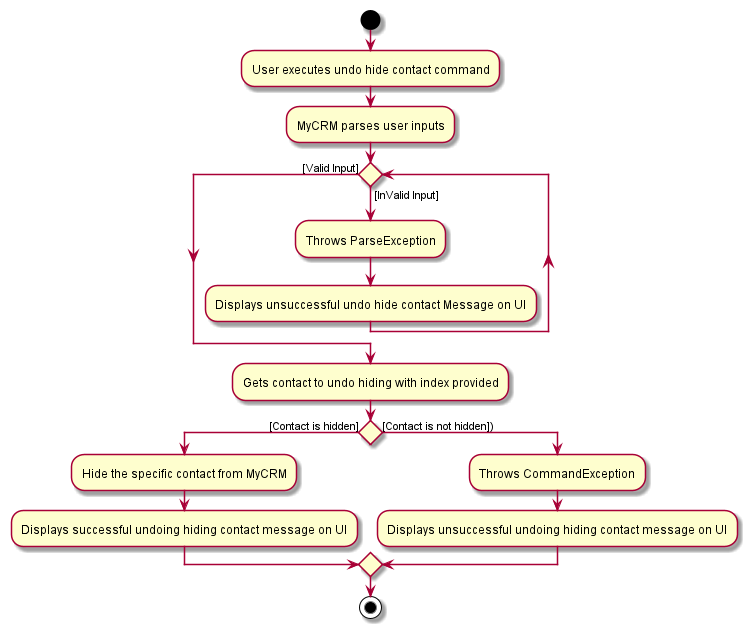 User executes undo hide contact command
MyCRM parses user inputs
[Valid Input]
[InValid Input]
Throws ParseException
Displays unsuccessful undo hide contact Message on UI
Gets contact to undo hiding with index provided
[Contact is hidden]
[Contact is not hidden])
Hide the specific contact from MyCRM
Throws CommandException
Displays successful undoing hiding contact message on UI
Displays unsuccessful undoing hiding contact message on UI